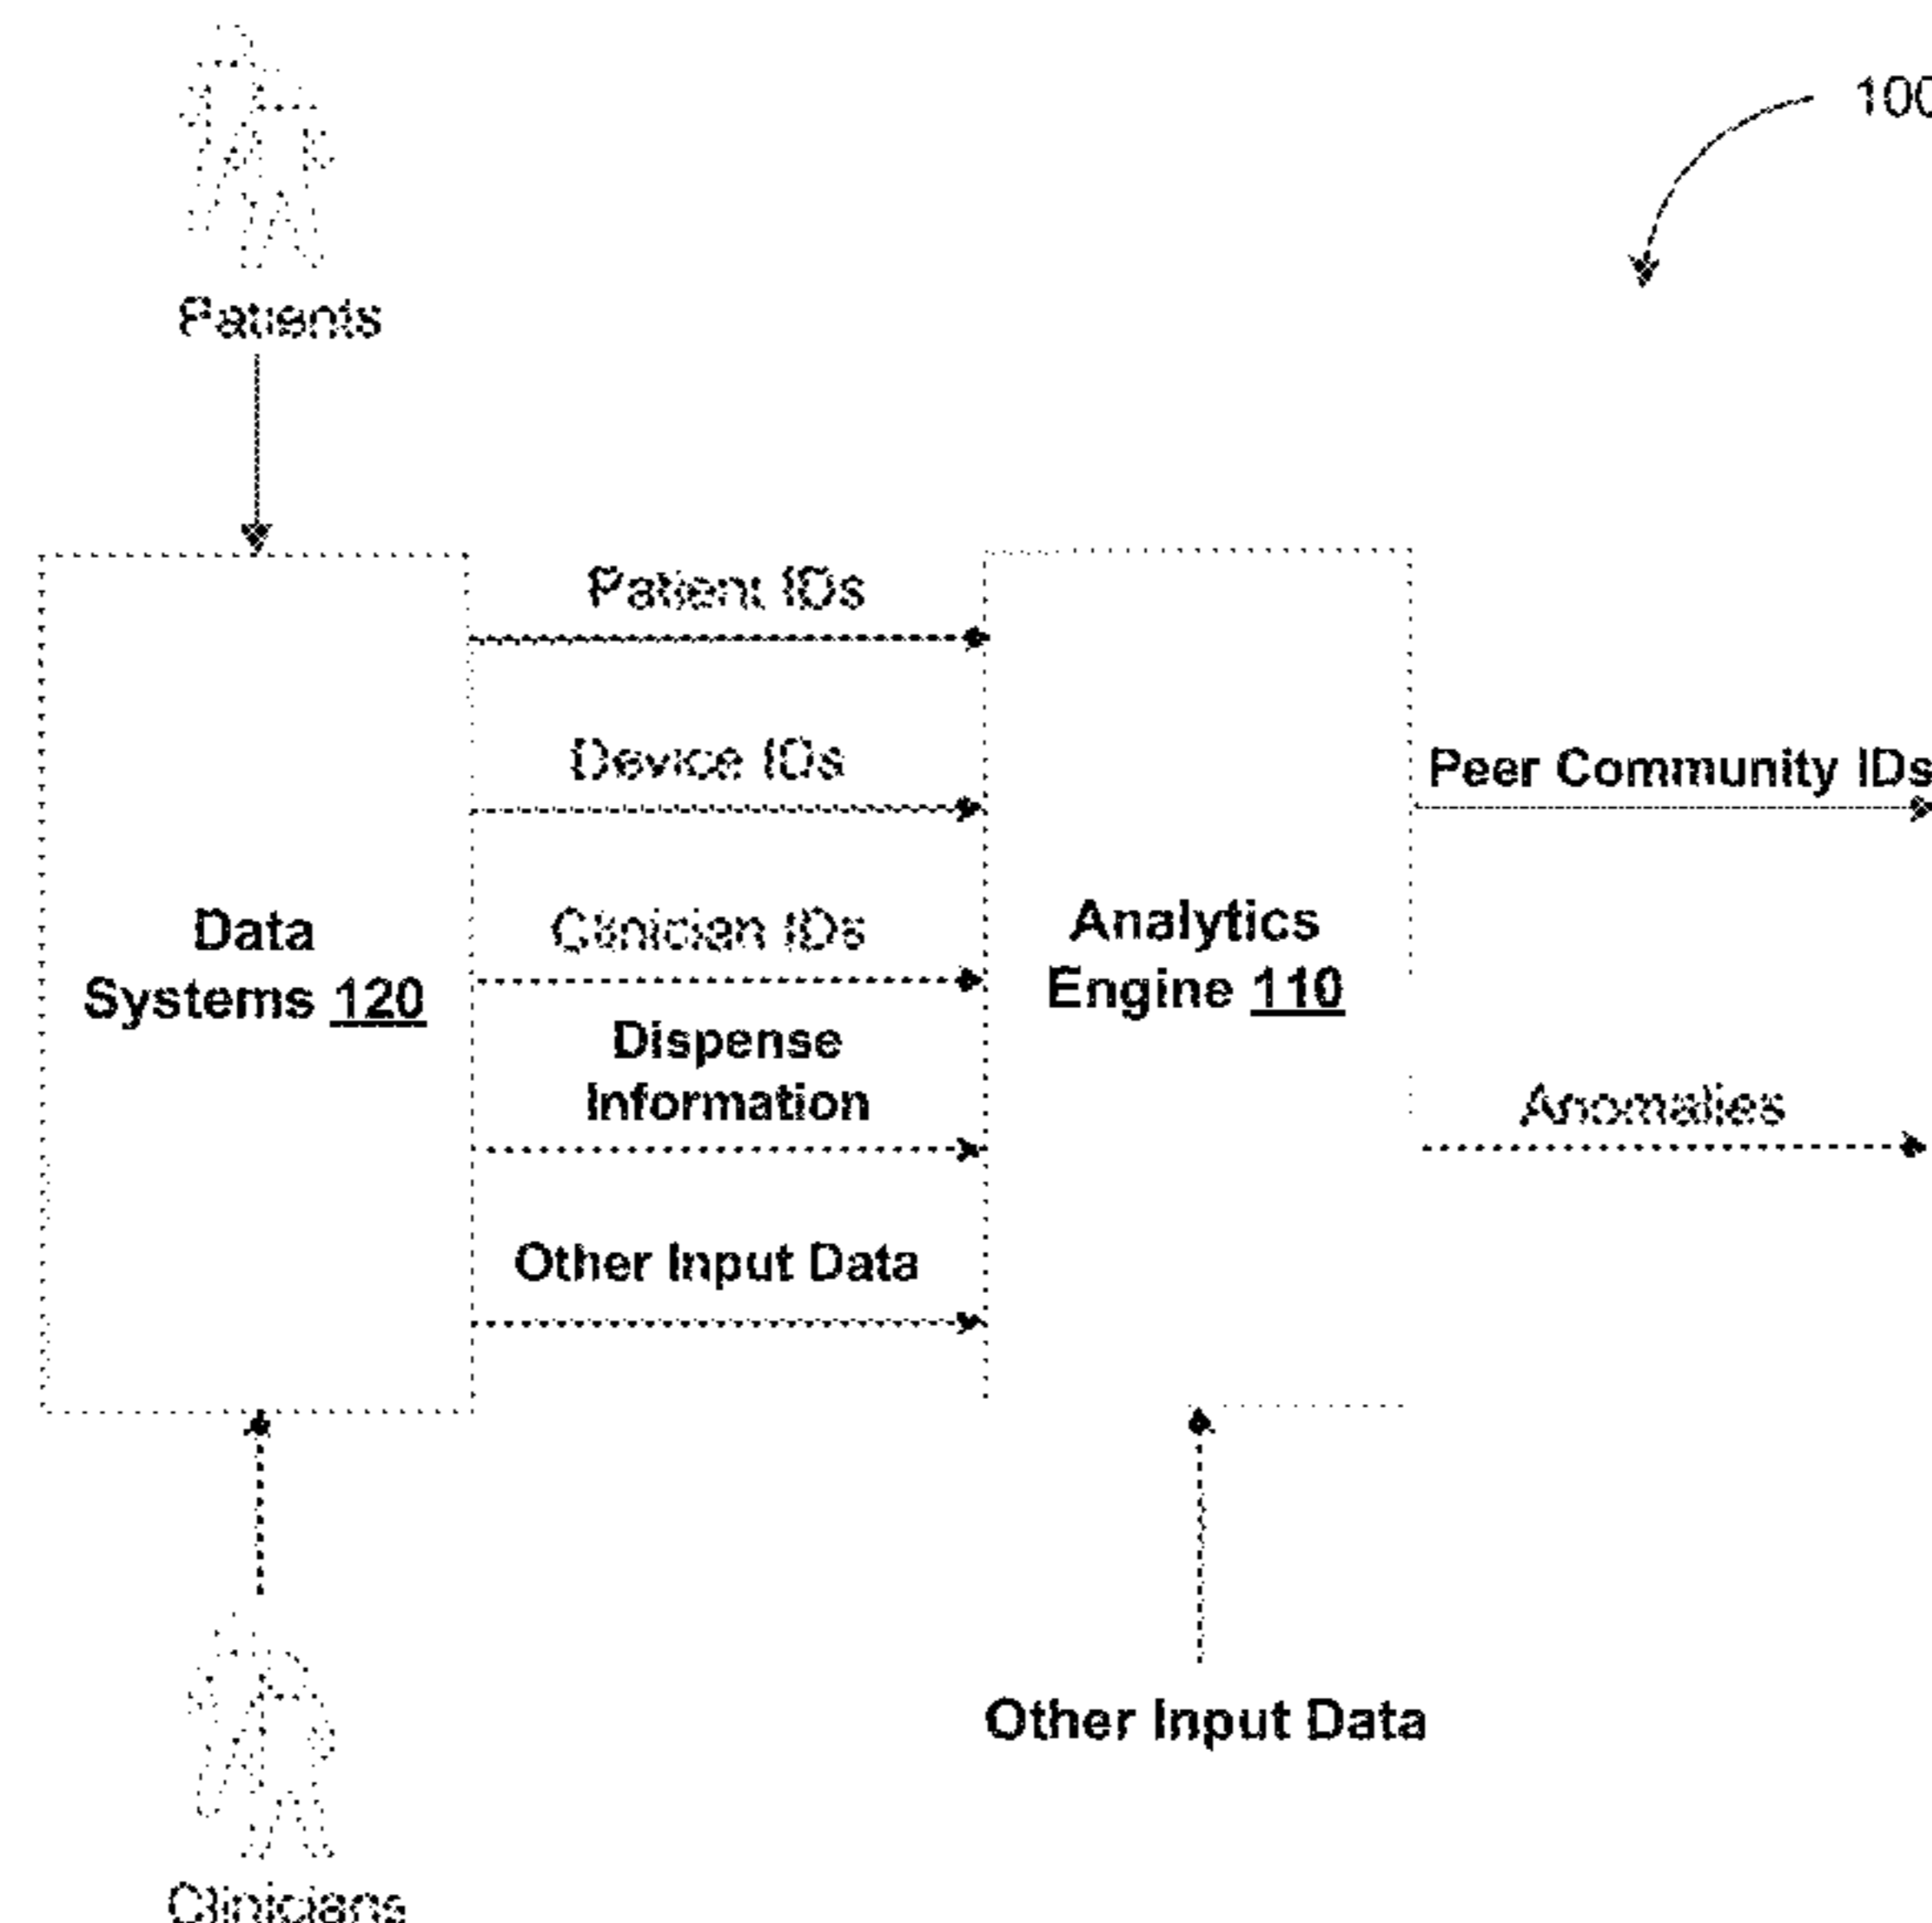 100
Patients
Patient IDs
Device IDs
Peer Community IDs
Data
Systems 120
Clinician IDs
Analytics
Engine 110
Dispense
Information
Anomalies
Other Input Data
Other Input Data
Clinicians